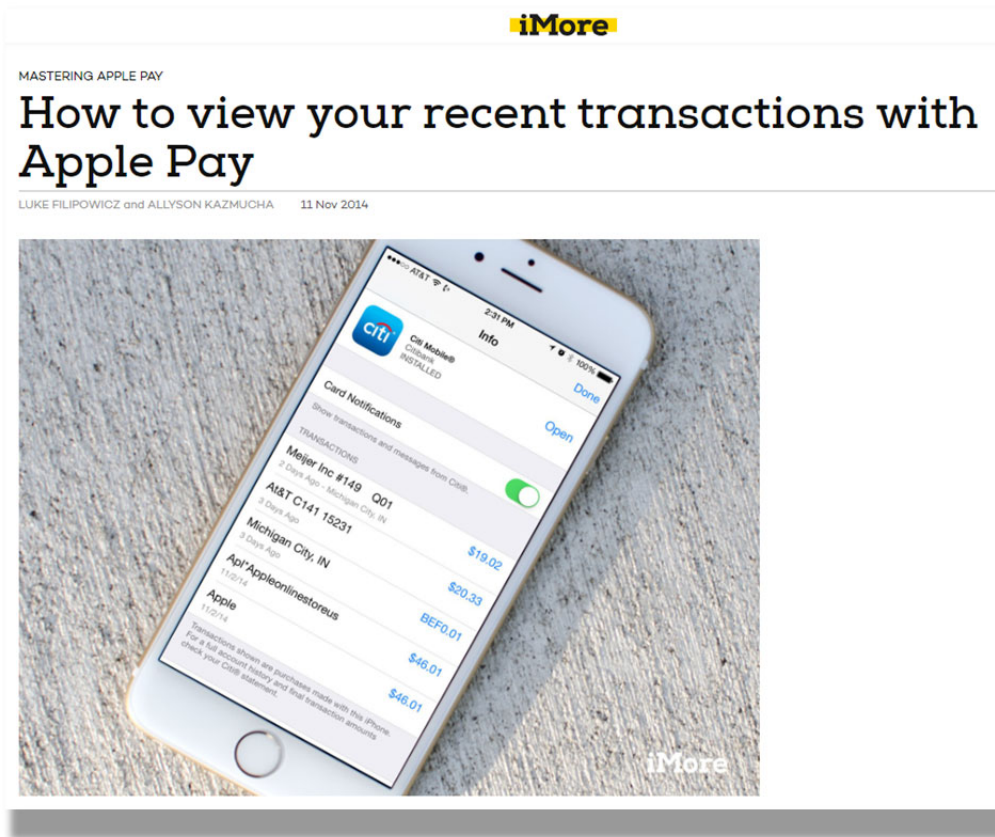 iMore
MASTERING APPLE PAY
How to view your recent transactions with
Apple Pay
LUKE FILIPOWICZ and ALLYSON KAZMUCHA 11 Nov 2014
AT&T
2:31 PM
100%
Info
Done
citi
Citi Mobile®
Citibank
INSTALLED
Open
Card Notifications
Show transactions and messages from Citi®.
TRANSACTIONS
Meijer Inc #149 Q01
$19.02
2 Days Ago - Michigan City, IN
At&T C141 15231
$20.33
3 Days Ago
Michigan City, IN
BEF0.01
3 Days Ago
Apl*Appleonlinestoreus
$46.01
11/2/14
Apple
$46.01
11/2/14
Transactions shown are purchases made with this iPhone.
For a full account history and final transaction amounts
check your Citi® statement.
iMore